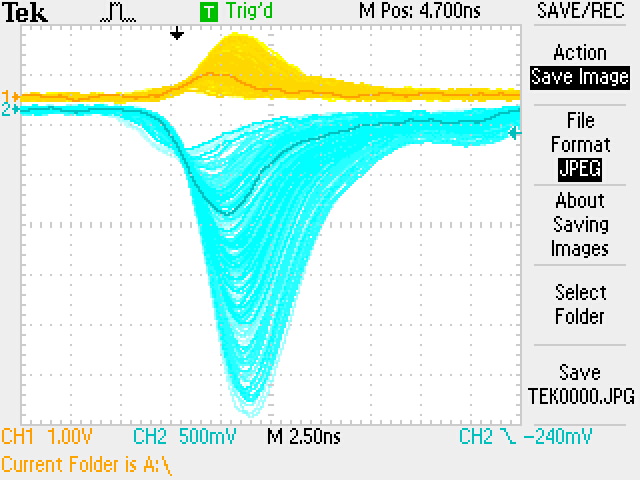 Tek T Trig'd M Pos: 4.700ns SAVE/REC
Action
Save Image
1
2
File
Format
JPEG
About
Saving
Images
Select
Folder
Save
TEK0000.JPG
CH1 1.00V CH2 500mV M 2.50ns CH2 -240mV
Current Folder is A:\